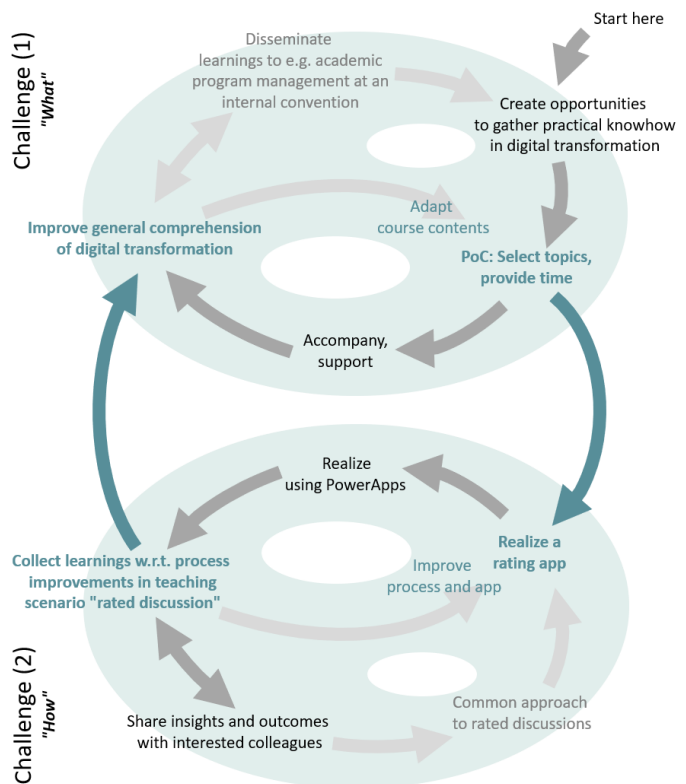 Start here
Challenge (1)
"What"
Disseminate
learnings to e.g. academic
program management at an
internal convention
Create opportunities
to gather practical knowhow
in digital transformation
Improve general comprehension
of digital transformation
Adapt
course contents
PoC: Select topics,
provide time
Accompany,
support
Realize
using PowerApps
Collect learnings w.r.t. process
improvements in teaching
scenario "rated discussion"
Improve
process and app
Realize a
rating app
Challenge (2)
"How"
Share insights and outcomes
with interested colleagues
Common approach
to rated discussions